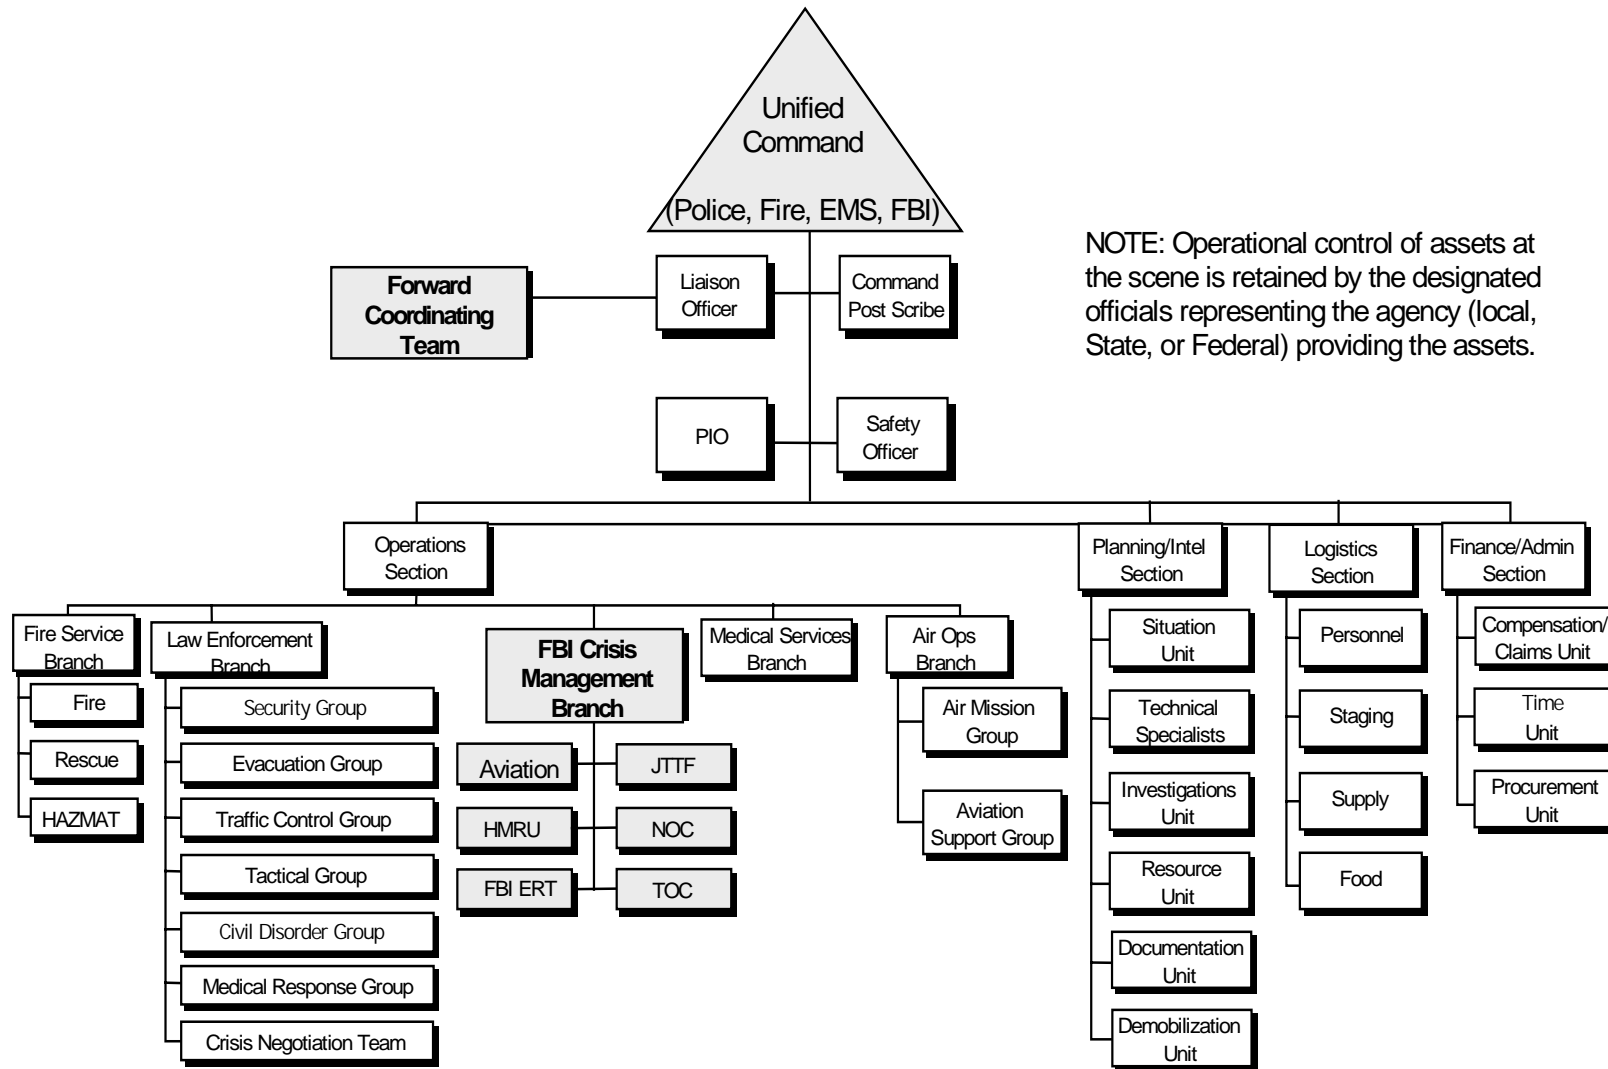 Unified
Command
(Police, Fire, EMS, FBI)
NOTE: Operational control of assets at
the scene is retained by the designated
officials representing the agency (local,
State, or Federal) providing the assets.
Forward
Coordinating
Team
Liaison
Officer
Command
Post Scribe
PIO
Safety
Officer
Operations
Section
Planning/Intel
Section
Logistics
Section
Finance/Admin
Section
Fire Service
Branch
Fire
Rescue
HAZMAT
Law Enforcement
Branch
Security Group
Evacuation Group
Traffic Control Group
Tactical Group
Civil Disorder Group
Medical Response Group
Crisis Negotiation Team
FBI Crisis
Management
Branch
Aviation
JTTF
HMRU
NOC
FBI ERT
TOC
Medical Services
Branch
Air Ops
Branch
Air Mission
Group
Aviation
Support Group
Situation
Unit
Technical
Specialists
Investigations
Unit
Resource
Unit
Documentation
Unit
Demobilization
Unit
Personnel
Staging
Supply
Food
Compensation/
Claims Unit
Time
Unit
Procurement
Unit